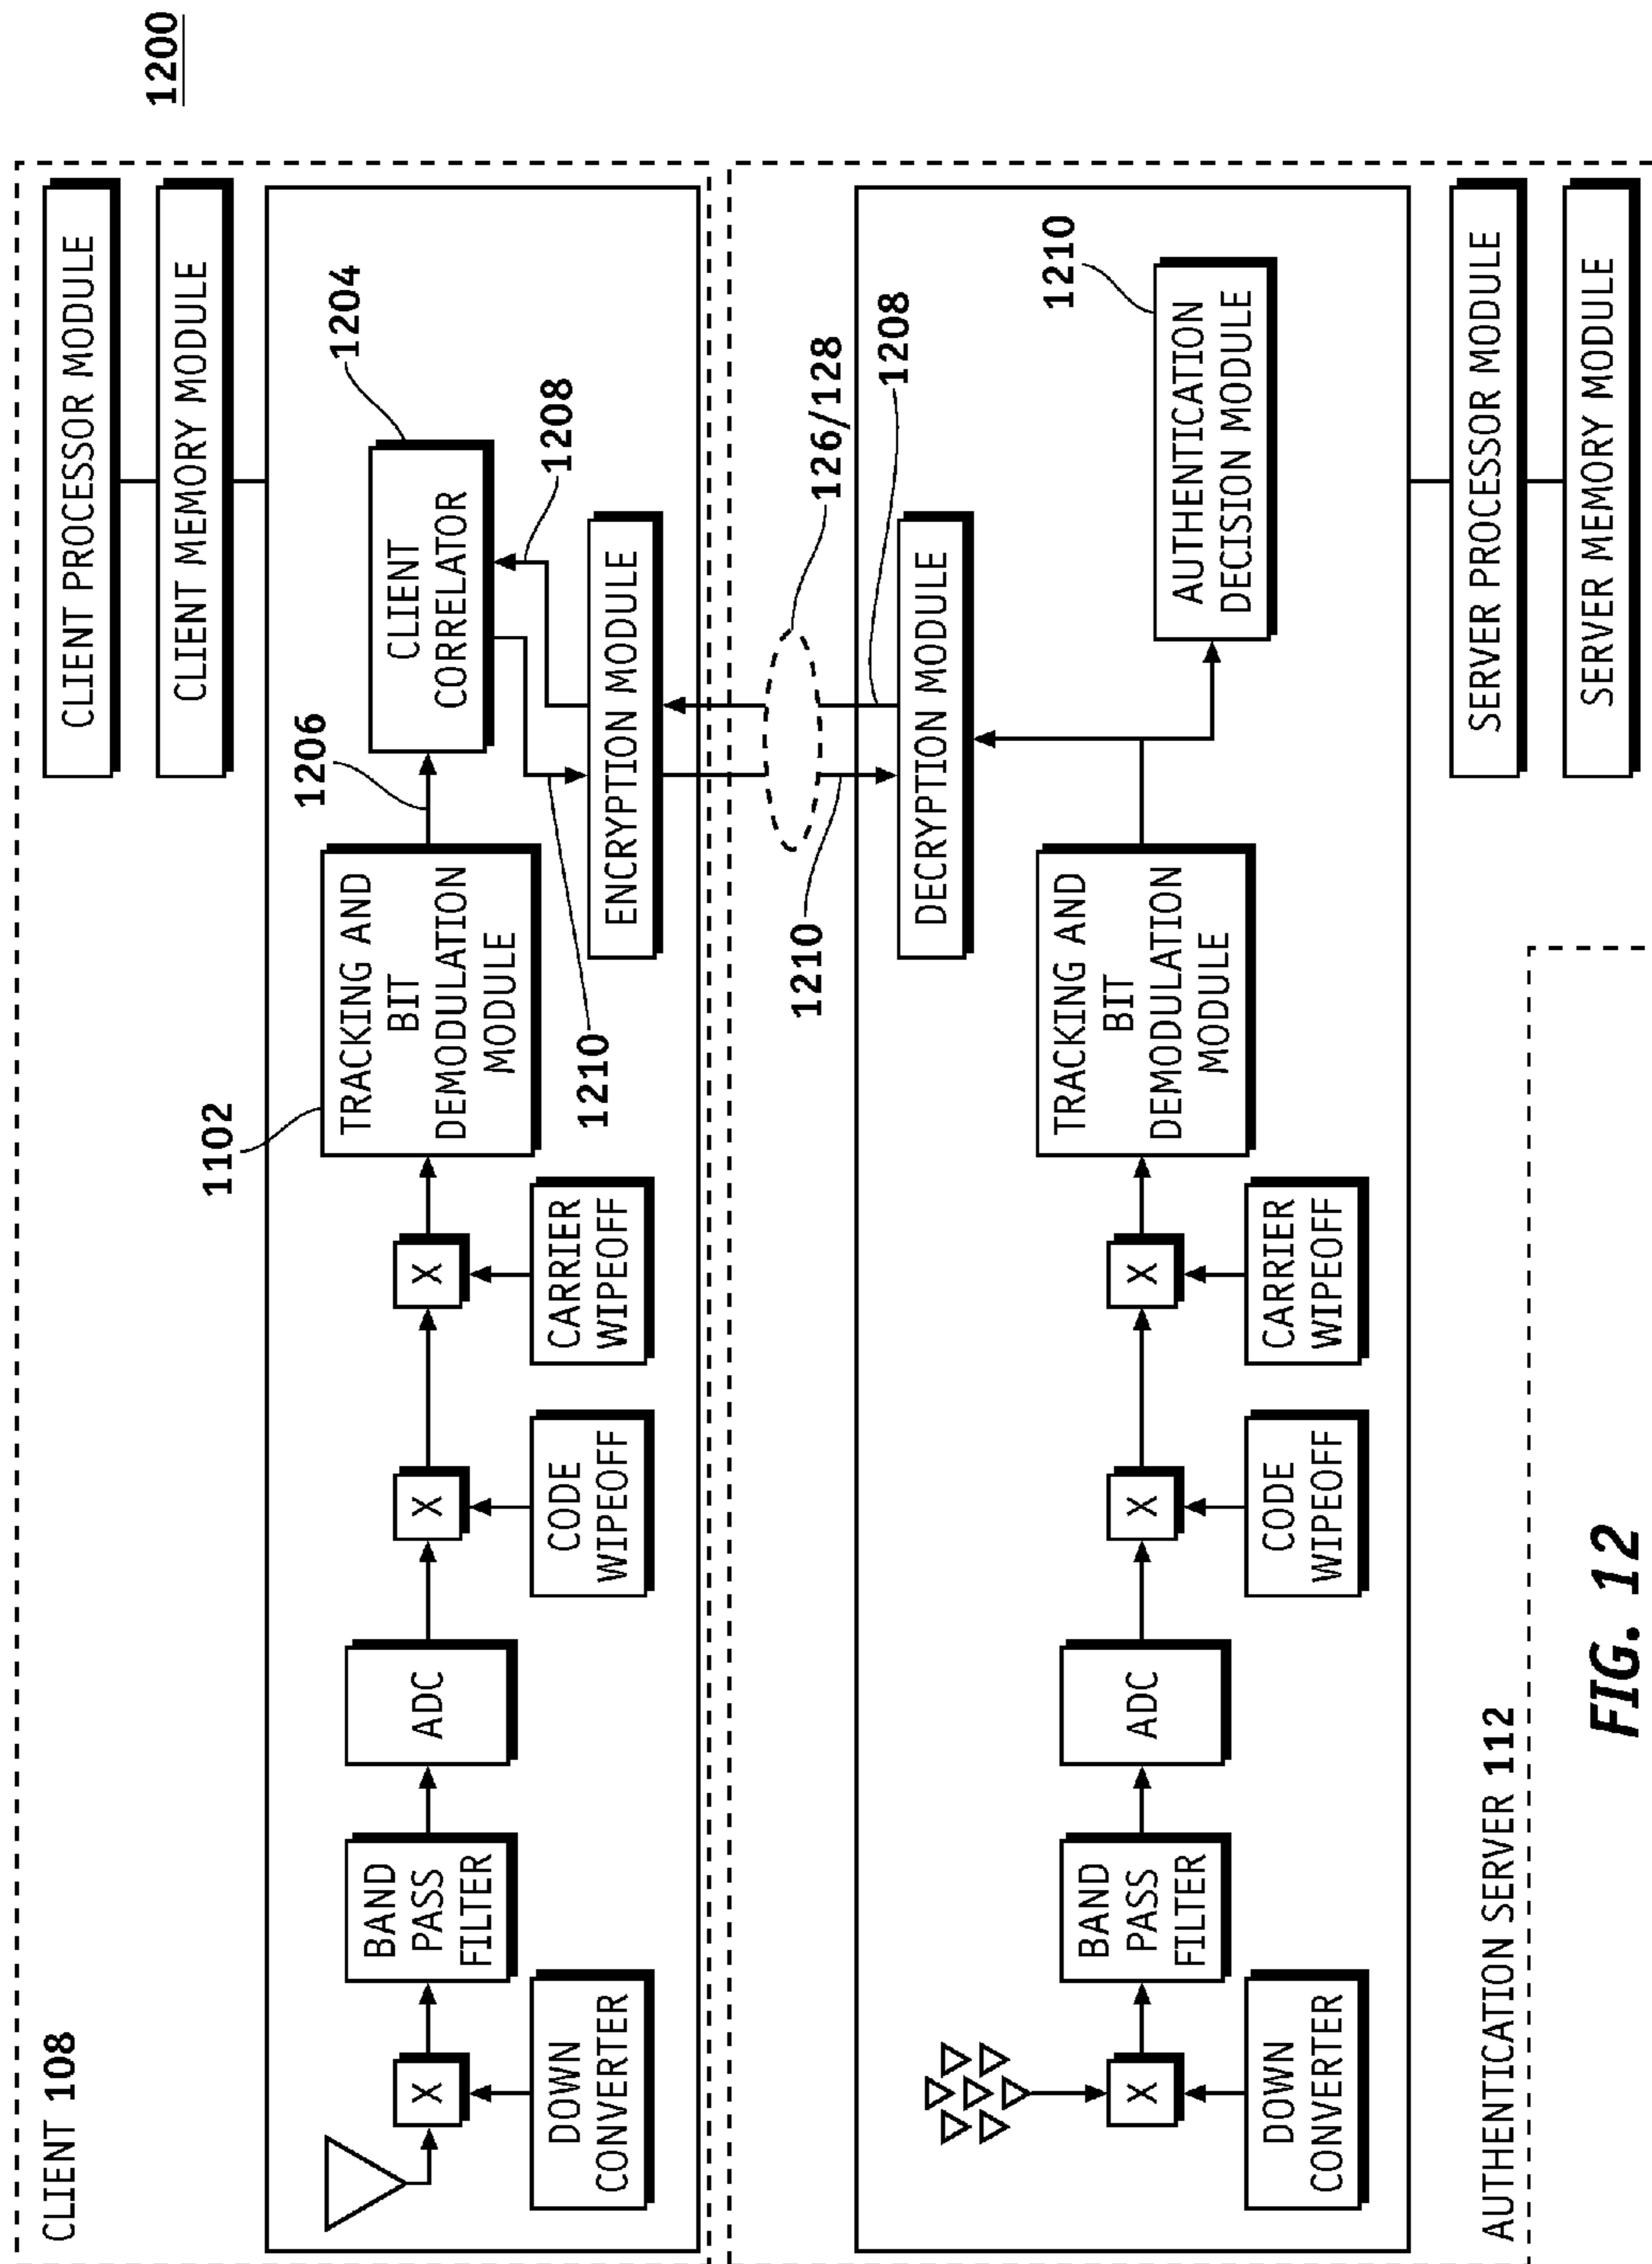 1200
CLIENT 108
CLIENT PROCESSOR MODULE
CLIENT MEMORY MODULE
DOWN
CONVERTER
X
BAND
PASS
FILTER
ADC
X
CODE
WIPEOFF
X
CARRIER
WIPEOFF
1102
TRACKING AND
BIT
DEMODULATION
MODULE
1206
CLIENT
CORRELATOR
1204
1208
1210
ENCRYPTION MODULE
126/128
1210
1208
AUTHENTICATION SERVER 112
DOWN
CONVERTER
X
BAND
PASS
FILTER
ADC
X
CODE
WIPEOFF
X
CARRIER
WIPEOFF
TRACKING AND
BIT
DEMODULATION
MODULE
DECRYPTION MODULE
AUTHENTICATION
DECISION MODULE
1210
SERVER PROCESSOR MODULE
SERVER MEMORY MODULE
FIG. 12